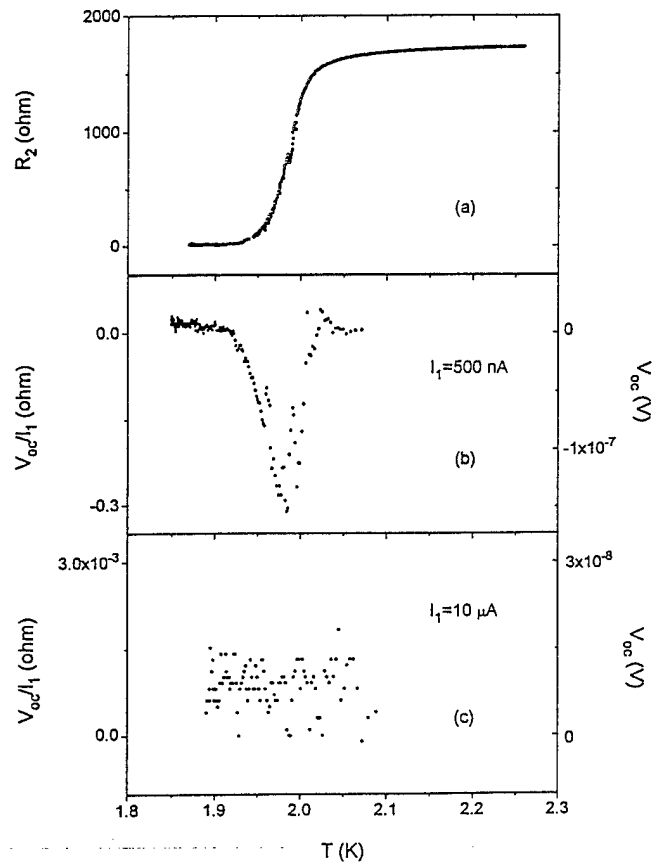 2000
1000
0
R₂ (ohm)
(a)
0.0
-0.3
V_oc/I₁ (ohm)
I₁=500 nA
(b)
0
-1x10⁻⁷
V_oc (V)
3.0x10⁻³
0.0
V_oc/I₁ (ohm)
I₁=10 μA
(c)
3x10⁻⁸
0
V_oc (V)
1.8 1.9 2.0 2.1 2.2 2.3
T (K)